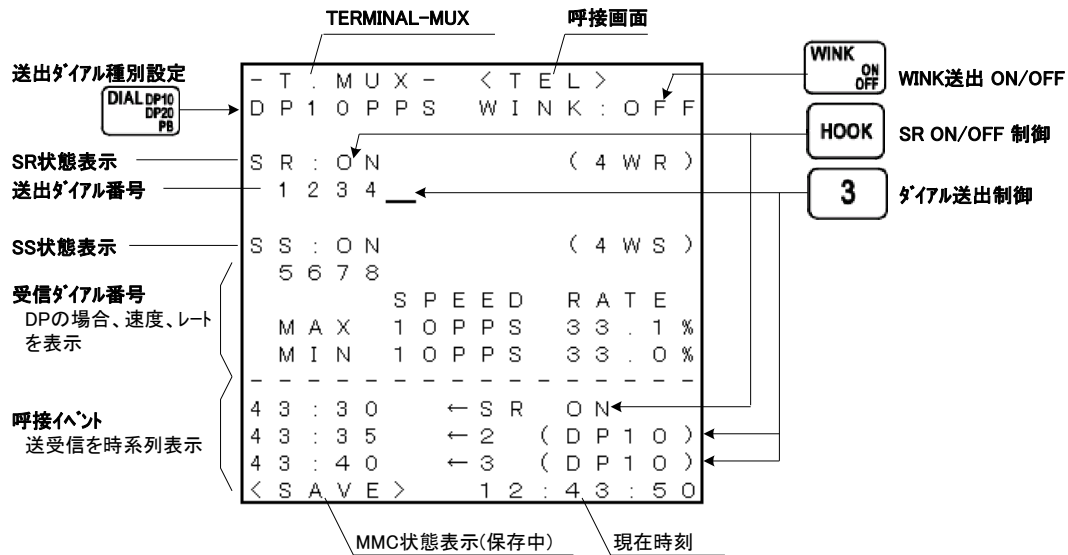 TERMINAL-MUX
呼接画面
送出ダイアル種別設定
DIAL DP10
DP20
PB
-T.MUX- <TEL>
DP10PPS WINK:OFF
WINK
ON
OFF
WINK送出 ON/OFF
HOOK
SR ON/OFF 制御
SR状態表示
SR:ON (4WR)
送出ダイアル番号
1234_
3
ダイアル送出制御
SS状態表示
SS:ON (4WS)
5678
受信ダイアル番号
DPの場合、速度、レート
を表示
SPEED RATE
MAX 10PPS 33.1%
MIN 10PPS 33.0%
----------------
呼接イベント
送受信を時系列表示
43:30 ←SR ON
43:35 ←2 (DP10)
43:40 ←3 (DP10)
<SAVE> 12:43:50
MMC状態表示(保存中)
現在時刻